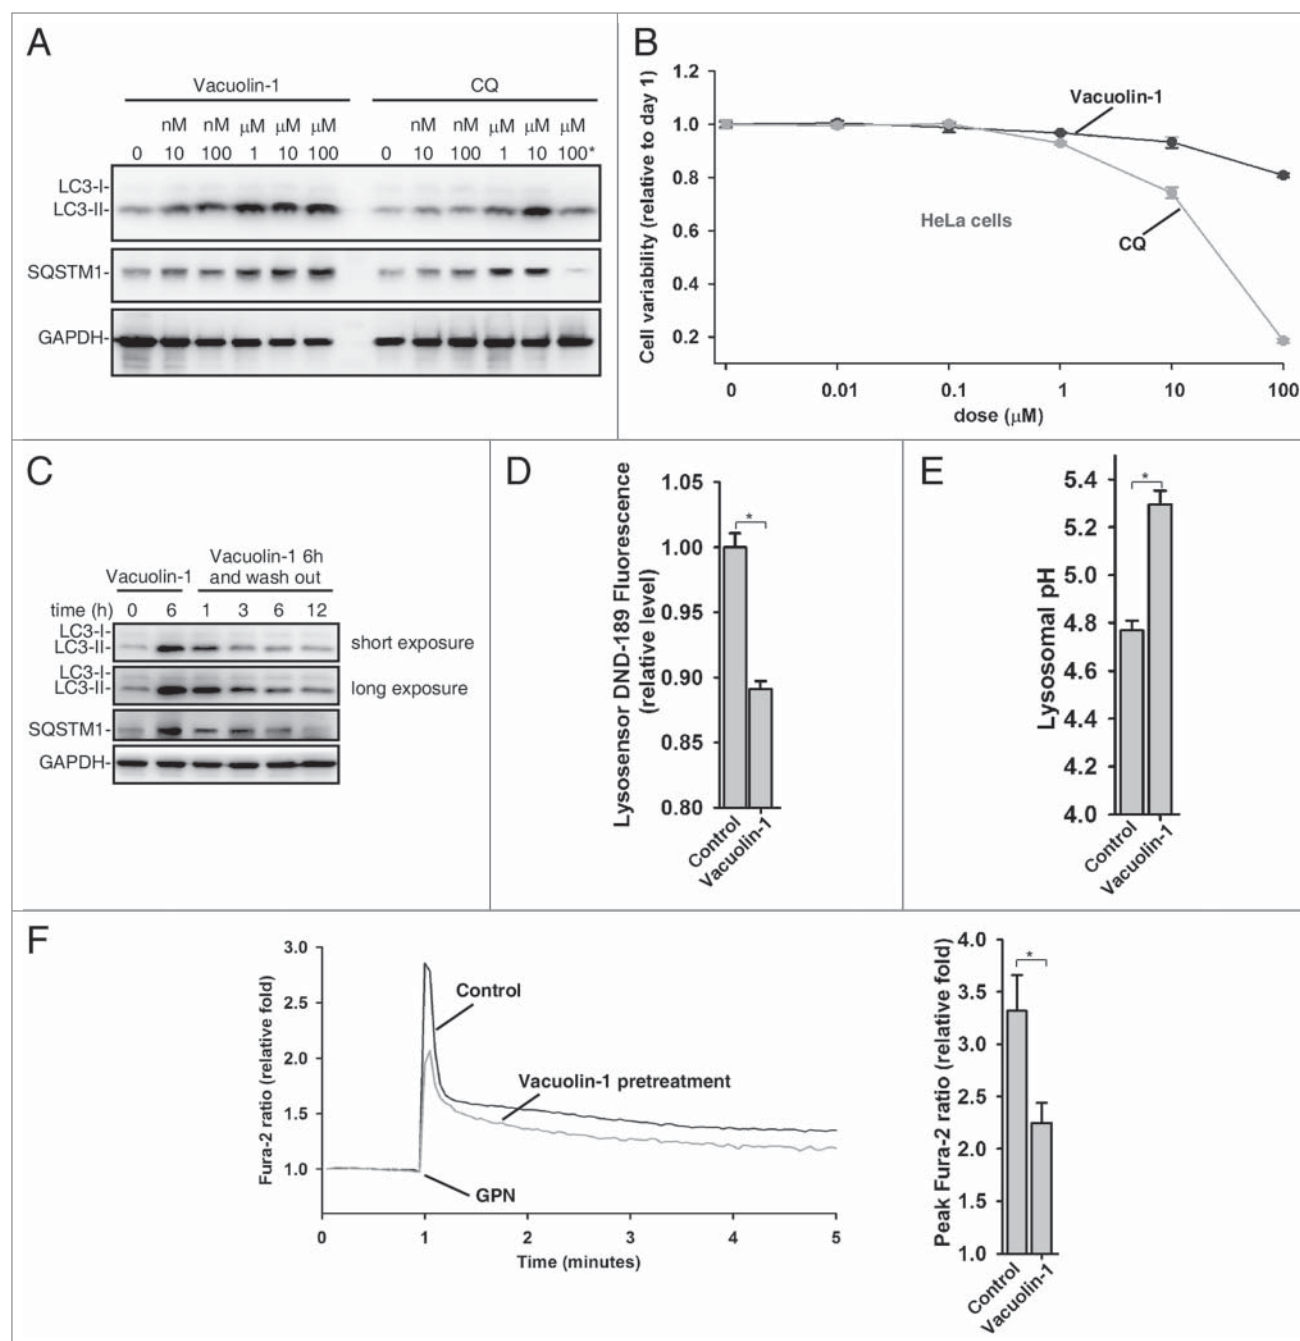 A
Vacuolin-1 CQ
nM nM μM μM μM nM nM μM μM μM
0 10 100 1 10 100 0 10 100 1 10 100*
LC3-I-
LC3-II-
SQSTM1-
GAPDH-
B
Cell variability (relative to day 1)
1.2
1.0
0.8
0.6
0.4
0.2
Vacuolin-1
HeLa cells
CQ
0 0.01 0.1 1 10 100
dose (μM)
C
Vacuolin-1
Vacuolin-1 6h
and wash out
time (h) 0 6 1 3 6 12
LC3-I-
LC3-II-
short exposure
LC3-I-
LC3-II-
long exposure
SQSTM1-
GAPDH-
D
Lysosensor DND-189 Fluorescence
(relative level)
1.05
1.00
0.95
0.90
0.85
0.80
*
Control
Vacuolin-1
E
Lysosomal pH
5.4
5.2
5.0
4.8
4.6
4.4
4.2
4.0
*
Control
Vacuolin-1
F
Fura-2 ratio (relative fold)
3.0
2.5
2.0
1.5
1.0
Control
Vacuolin-1 pretreatment
GPN
0 1 2 3 4 5
Time (minutes)
Peak Fura-2 ratio (relative fold)
4.0
3.5
3.0
2.5
2.0
1.5
1.0
*
Control
Vacuolin-1